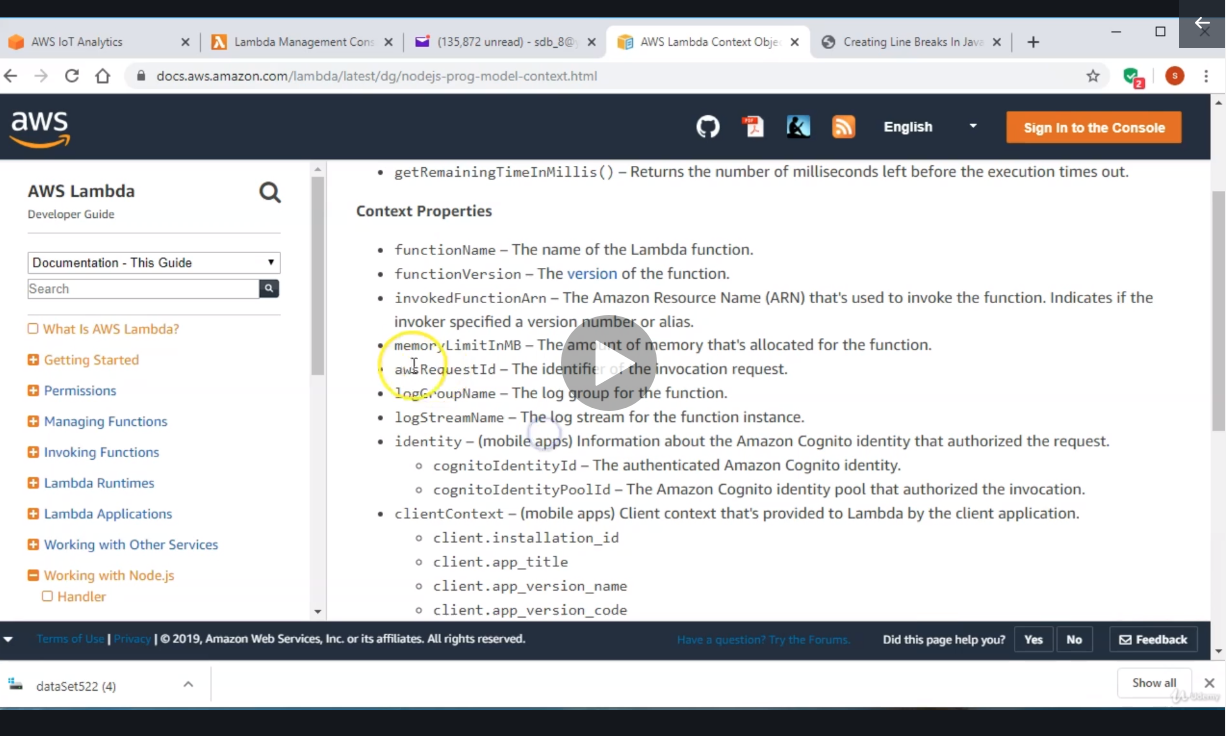 AWS IoT Analytics
Lambda Management Cons
(135,872 unread) - sdb_8@
AWS Lambda Context Obje
Creating Line Breaks In Java
docs.aws.amazon.com/lambda/latest/dg/nodejs-prog-model-context.html
2
S
aws
PDF
English
Sign In to the Console
AWS Lambda
Developer Guide
Documentation - This Guide
Search
What Is AWS Lambda?
Getting Started
Permissions
Managing Functions
Invoking Functions
Lambda Runtimes
Lambda Applications
Working with Other Services
Working with Node.js
Handler
• getRemainingTimeInMillis() – Returns the number of milliseconds left before the execution times out.
Context Properties
• functionName – The name of the Lambda function.
• functionVersion – The version of the function.
• invokedFunctionArn – The Amazon Resource Name (ARN) that's used to invoke the function. Indicates if the
invoker specified a version number or alias.
• memoryLimitInMB – The amount of memory that's allocated for the function.
• awsRequestId – The identifier of the invocation request.
• logGroupName – The log group for the function.
• logStreamName – The log stream for the function instance.
• identity – (mobile apps) Information about the Amazon Cognito identity that authorized the request.
◦ cognitoIdentityId – The authenticated Amazon Cognito identity.
◦ cognitoIdentityPoolId – The Amazon Cognito identity pool that authorized the invocation.
• clientContext – (mobile apps) Client context that's provided to Lambda by the client application.
◦ client.installation_id
◦ client.app_title
◦ client.app_version_name
◦ client.app_version_code
Terms of Use | Privacy | © 2019, Amazon Web Services, Inc. or its affiliates. All rights reserved.
Have a question? Try the Forums.
Did this page help you?
Yes
No
Feedback
dataSet522 (4)
Show all
Udemy